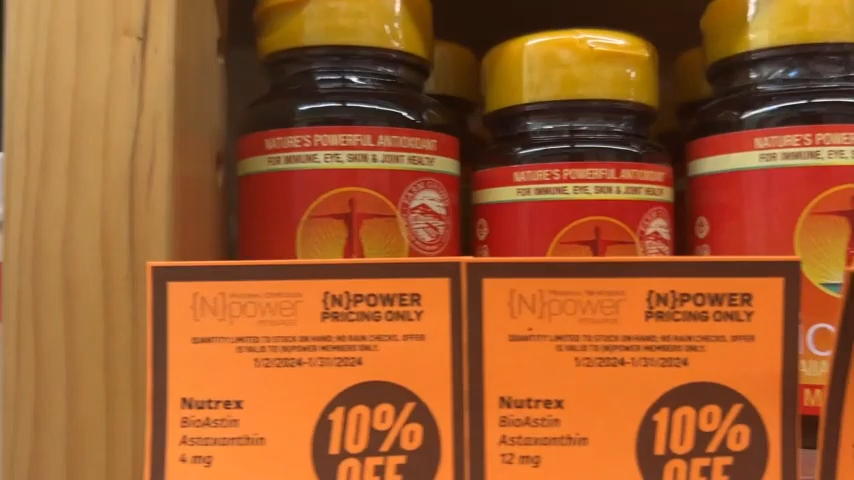 NATURE'S POWERFUL ANTIOXIDANT
FOR IMMUNE, EYE, SKIN & JOINT HEALTH*
NATURE'S POWERFUL ANTIOXIDANT
FOR IMMUNE, EYE, SKIN & JOINT HEALTH*
NATURE'S POWERFUL
FOR IMMUNE, EYE,
{N}power
{N}POWER
PRICING ONLY
QUANTITY LIMITED TO STOCK ON HAND; NO RAIN CHECKS. OFFER
IS VALID TO {N}POWER MEMBERS ONLY.
1/2/2024-1/31/2024
Nutrex
BioAstin
Astaxanthin
4 mg
10%
OFF
{N}power
{N}POWER
PRICING ONLY
QUANTITY LIMITED TO STOCK ON HAND; NO RAIN CHECKS. OFFER
IS VALID TO {N}POWER MEMBERS ONLY.
1/2/2024-1/31/2024
Nutrex
BioAstin
Astaxanthin
12 mg
10%
OFF